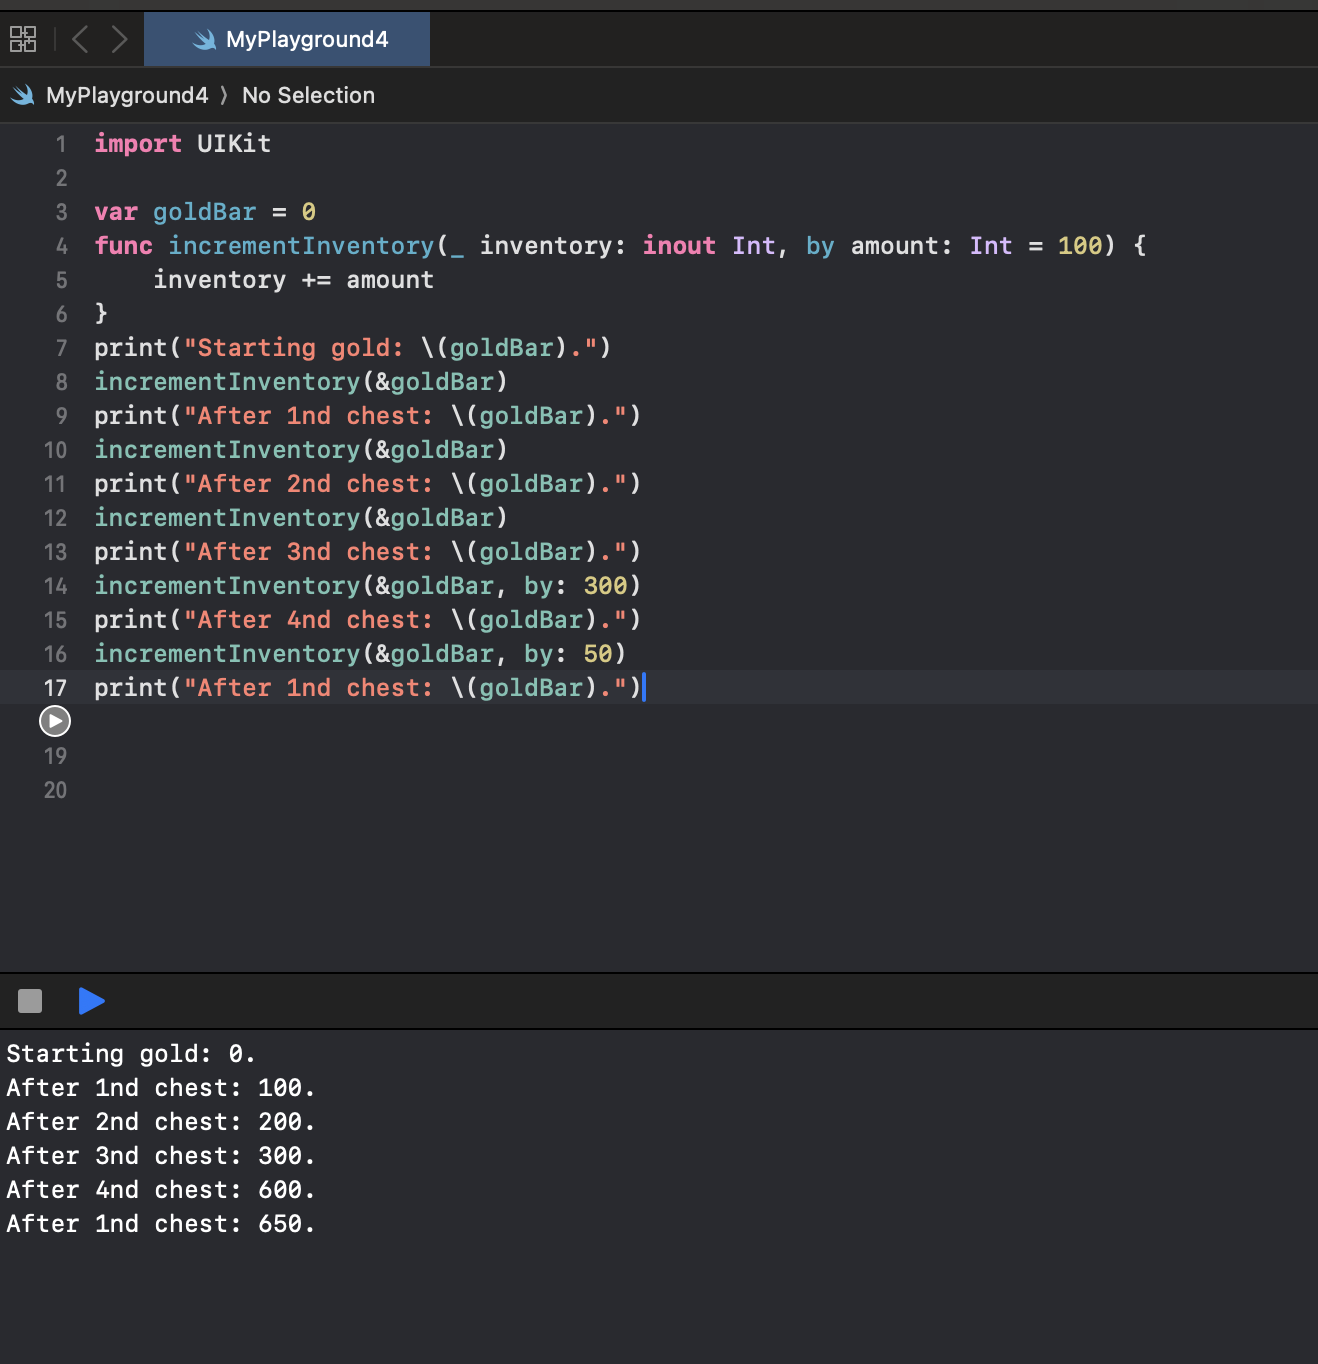 MyPlayground4
MyPlayground4 〉 No Selection
1 import UIKit
2
3 var goldBar = 0
4 func incrementInventory(_ inventory: inout Int, by amount: Int = 100) {
5     inventory += amount
6 }
7 print("Starting gold: \(goldBar).")
8 incrementInventory(&goldBar)
9 print("After 1nd chest: \(goldBar).")
10 incrementInventory(&goldBar)
11 print("After 2nd chest: \(goldBar).")
12 incrementInventory(&goldBar)
13 print("After 3nd chest: \(goldBar).")
14 incrementInventory(&goldBar, by: 300)
15 print("After 4nd chest: \(goldBar).")
16 incrementInventory(&goldBar, by: 50)
17 print("After 1nd chest: \(goldBar).")
19
20
Starting gold: 0.
After 1nd chest: 100.
After 2nd chest: 200.
After 3nd chest: 300.
After 4nd chest: 600.
After 1nd chest: 650.